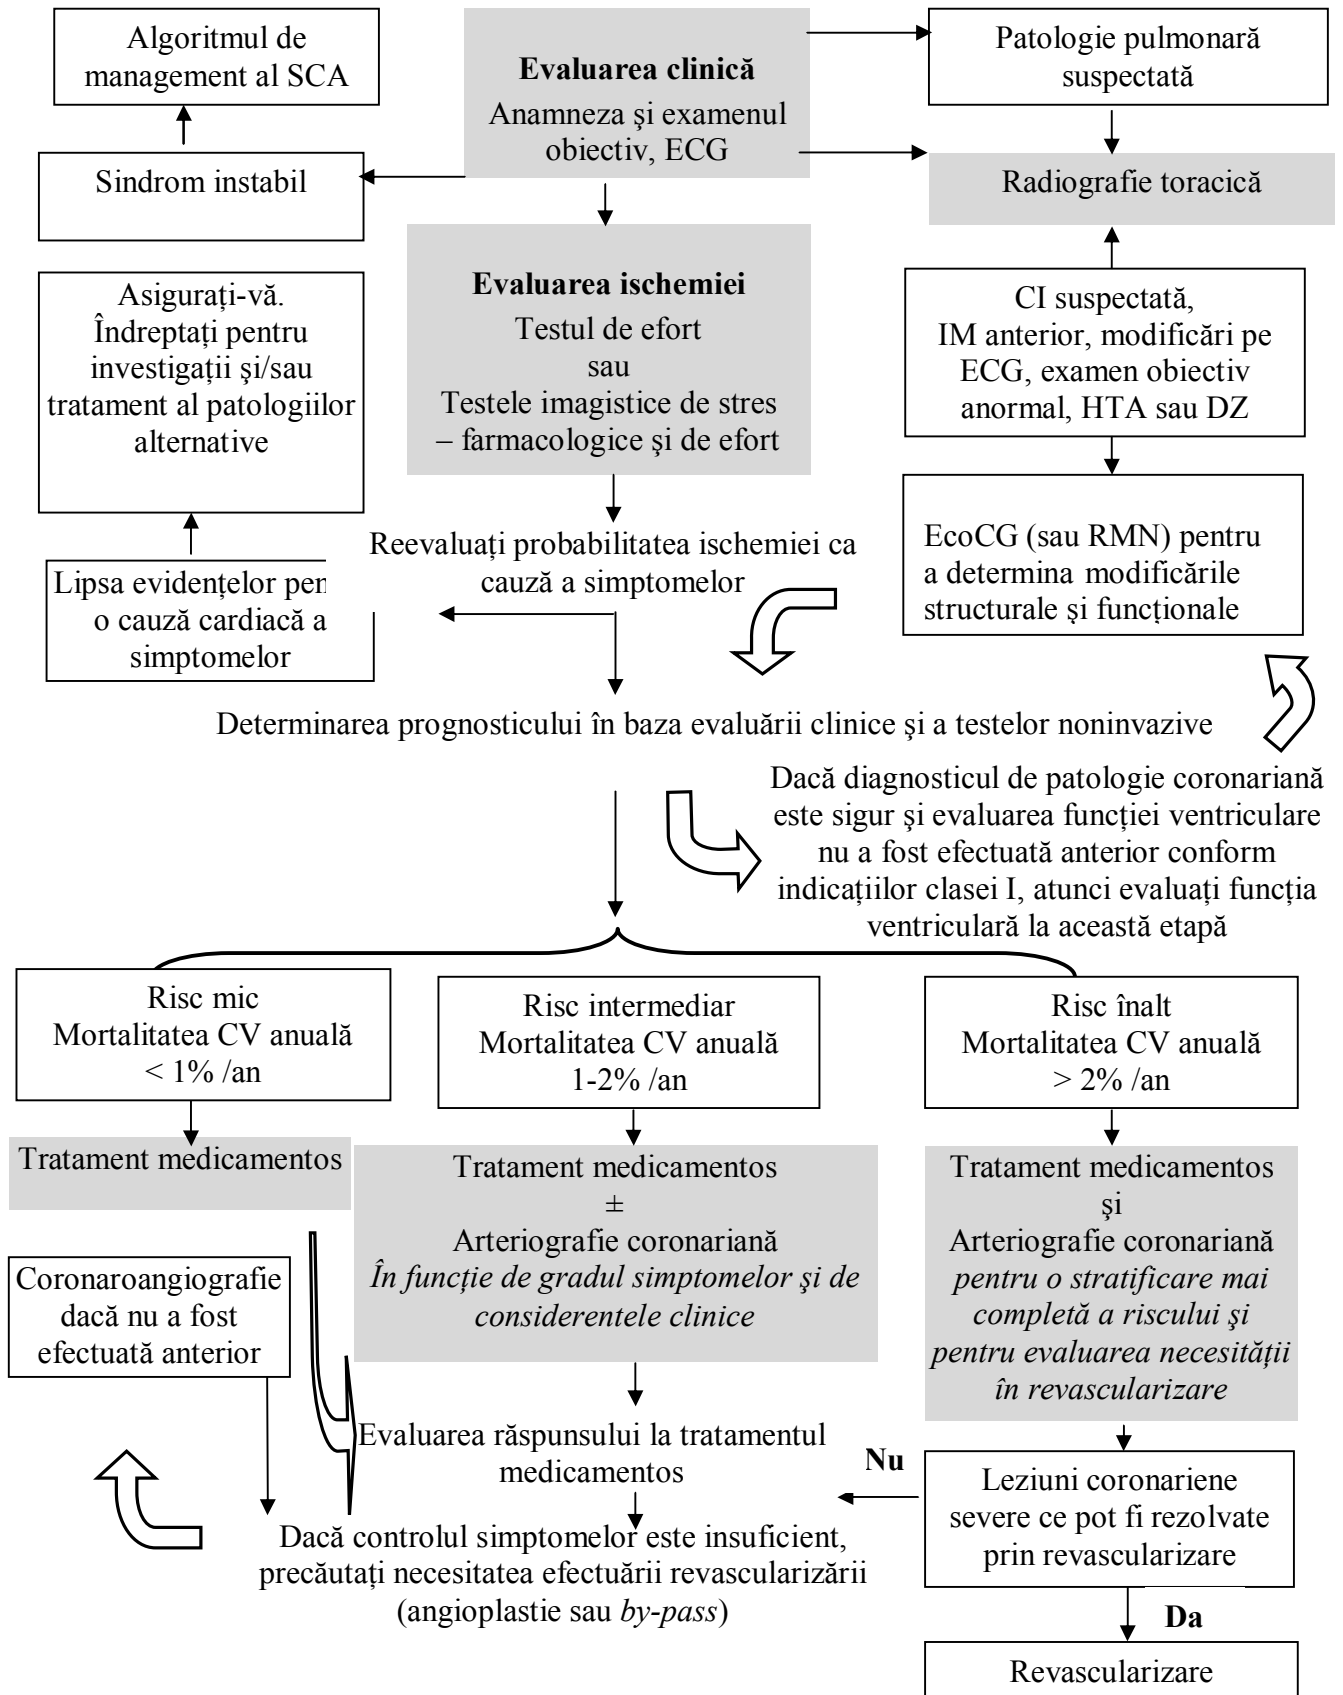 Algoritmul de
management al SCA
Evaluarea clinică
Anamneza şi examenul
obiectiv, ECG
Patologie pulmonară
suspectată
Sindrom instabil
Radiografie toracică
Asiguraţi-vă.
Îndreptaţi pentru
investigaţii şi/sau
tratament al patologiilor
alternative
Evaluarea ischemiei
Testul de efort
sau
Testele imagistice de stres
– farmacologice şi de efort
CI suspectată,
IM anterior, modificări pe
ECG, examen obiectiv
anormal, HTA sau DZ
Reevaluaţi probabilitatea ischemiei ca
cauză a simptomelor
EcoCG (sau RMN) pentru
a determina modificările
structurale şi funcţionale
Lipsa evidenţelor pen
o cauză cardiacă a
simptomelor
Determinarea prognosticului în baza evaluării clinice şi a testelor noninvazive
Dacă diagnosticul de patologie coronariană
este sigur şi evaluarea funcţiei ventriculare
nu a fost efectuată anterior conform
indicaţiilor clasei I, atunci evaluaţi funcţia
ventriculară la această etapă
Risc mic
Mortalitatea CV anuală
< 1% /an
Risc intermediar
Mortalitatea CV anuală
1-2% /an
Risc înalt
Mortalitatea CV anuală
> 2% /an
Tratament medicamentos
Tratament medicamentos
±
Arteriografie coronariană
În funcţie de gradul simptomelor şi de
considerentele clinice
Tratament medicamentos
şi
Arteriografie coronariană
pentru o stratificare mai
completă a riscului şi
pentru evaluarea necesităţii
în revascularizare
Coronaroangiografie
dacă nu a fost
efectuată anterior
Evaluarea răspunsului la tratamentul
medicamentos
Nu
Leziuni coronariene
severe ce pot fi rezolvate
prin revascularizare
Dacă controlul simptomelor este insuficient,
precăutaţi necesitatea efectuării revascularizării
(angioplastie sau by-pass)
Da
Revascularizare